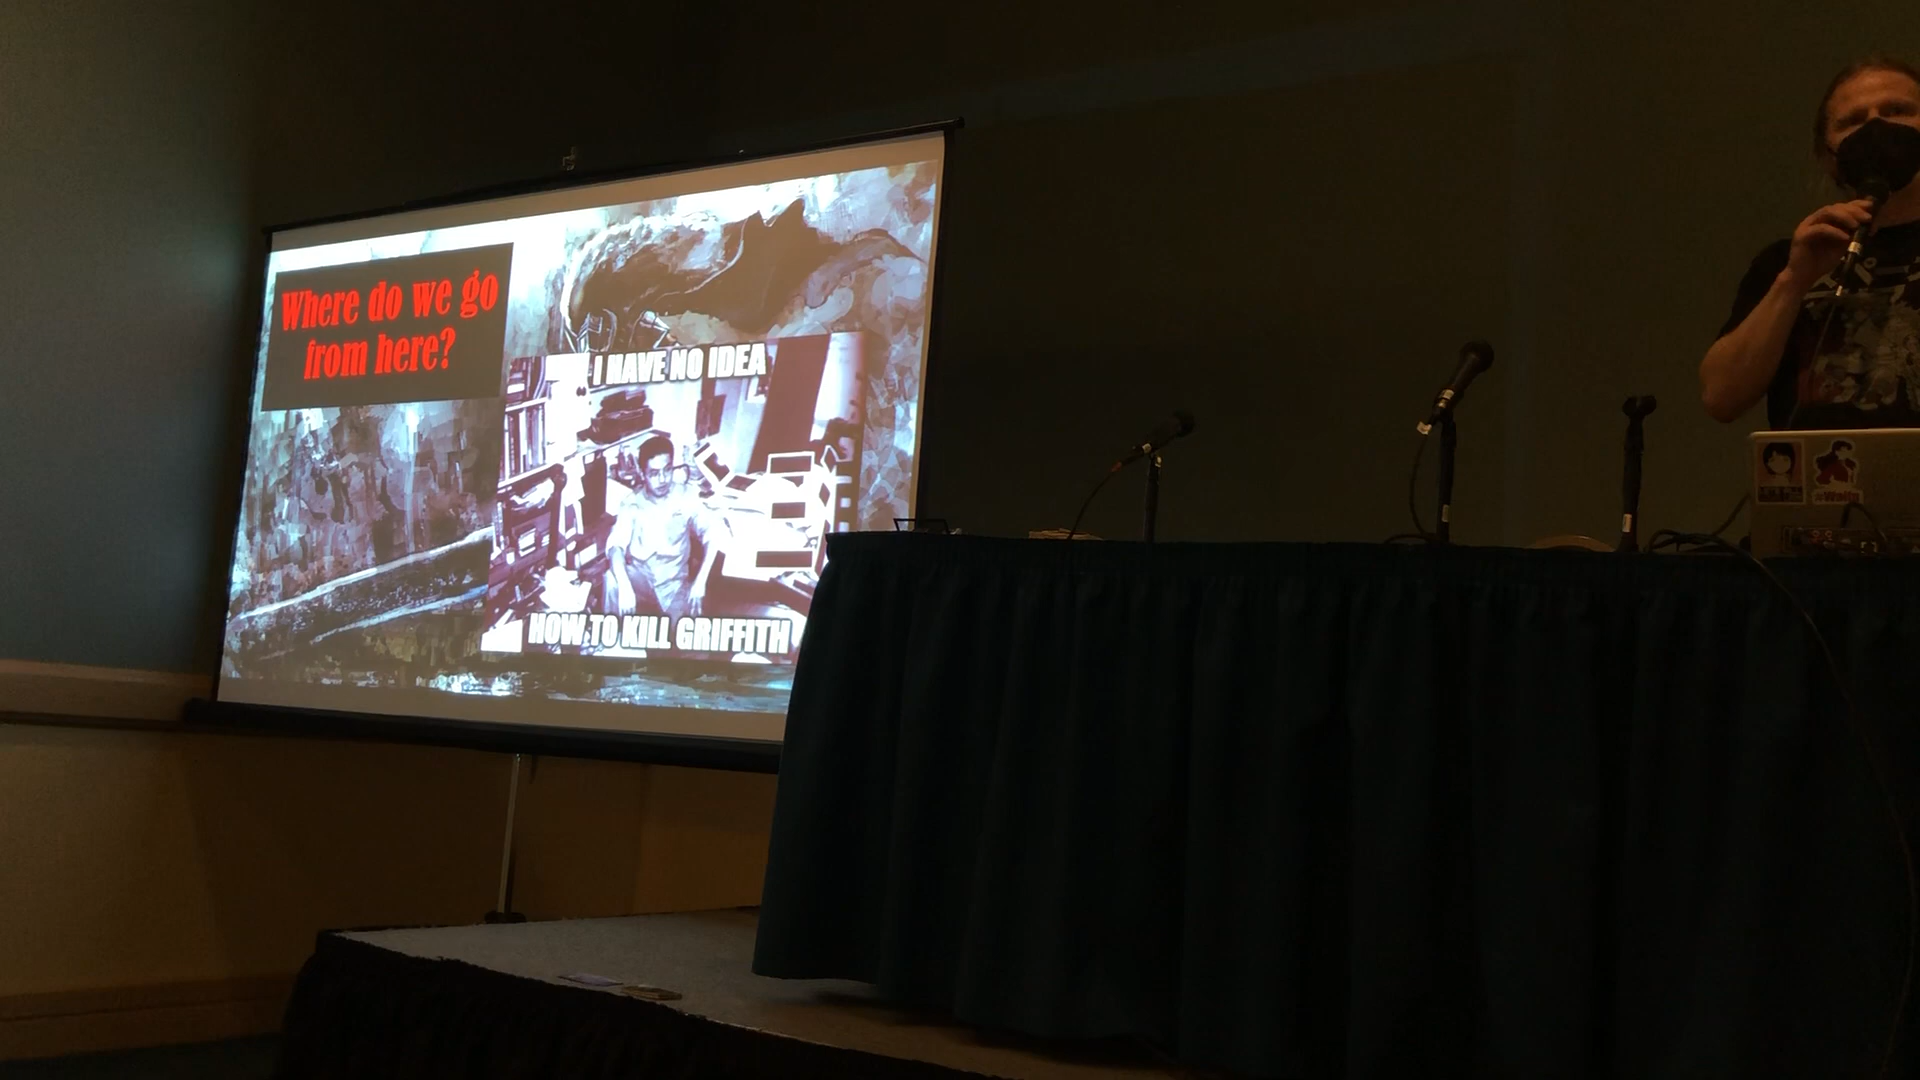 Where do we go
from here?
I HAVE NO IDEA
HOW TO KILL GRIFFITH